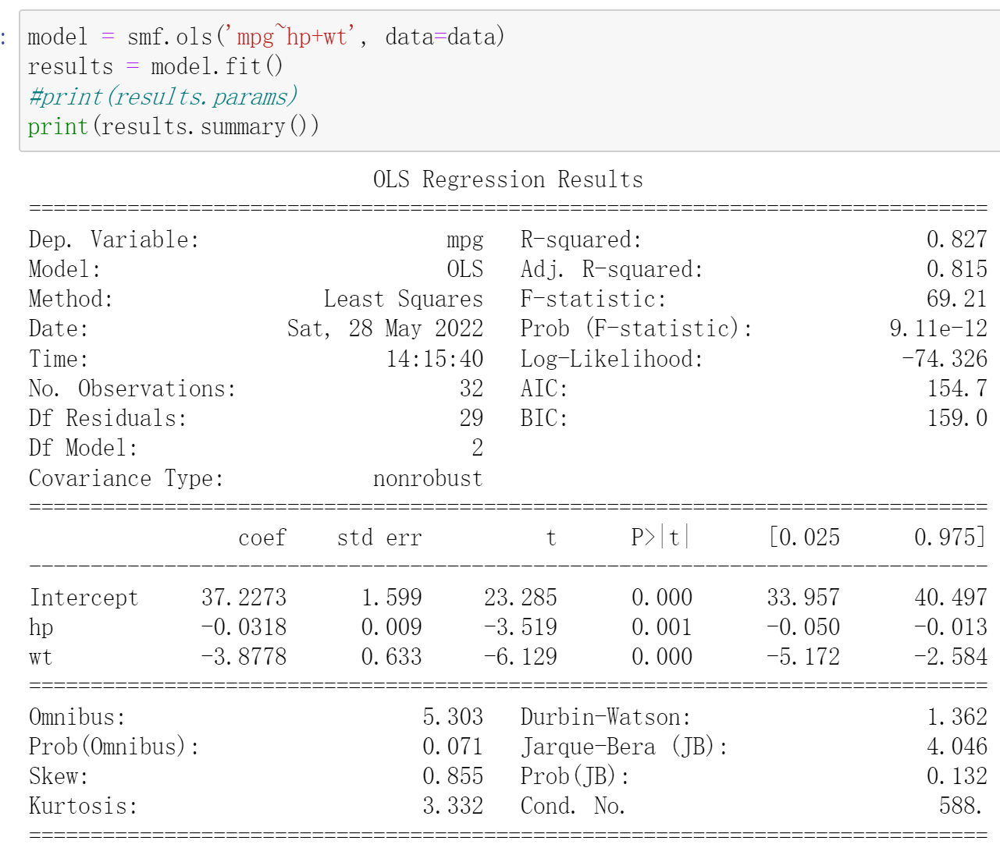 :
model = smf.ols('mpg~hp+wt', data=data)
results = model.fit()
#print(results.params)
print(results.summary())
OLS Regression Results
==============================================================================
Dep. Variable: mpg R-squared: 0.827
Model: OLS Adj. R-squared: 0.815
Method: Least Squares F-statistic: 69.21
Date: Sat, 28 May 2022 Prob (F-statistic): 9.11e-12
Time: 14:15:40 Log-Likelihood: -74.326
No. Observations: 32 AIC: 154.7
Df Residuals: 29 BIC: 159.0
Df Model: 2
Covariance Type: nonrobust
==============================================================================
coef std err t P>|t| [0.025 0.975]
------------------------------------------------------------------------------
Intercept 37.2273 1.599 23.285 0.000 33.957 40.497
hp -0.0318 0.009 -3.519 0.001 -0.050 -0.013
wt -3.8778 0.633 -6.129 0.000 -5.172 -2.584
==============================================================================
Omnibus: 5.303 Durbin-Watson: 1.362
Prob(Omnibus): 0.071 Jarque-Bera (JB): 4.046
Skew: 0.855 Prob(JB): 0.132
Kurtosis: 3.332 Cond. No. 588.
==============================================================================